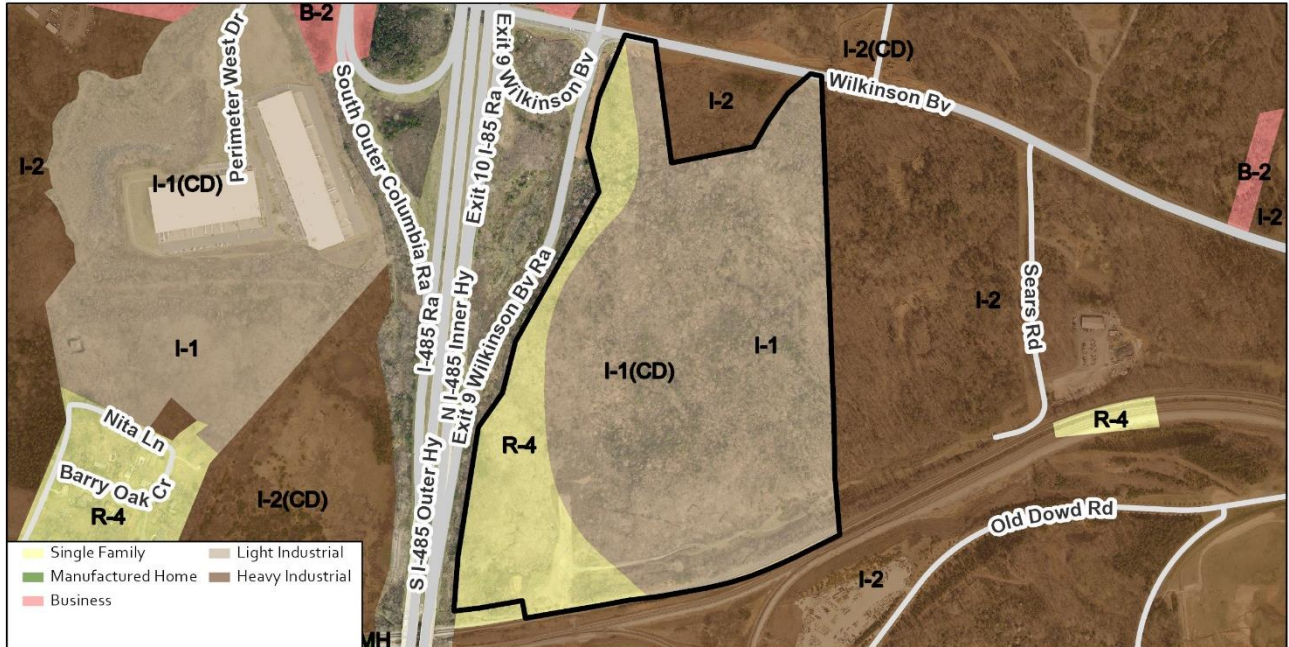 B-2
Perimeter West Dr
South Outer Columbia Ra
Exit 9 Wilkinson Bv
Exit 10 I-85 Ra
I-2(CD)
Wilkinson Bv
I-2
I-2
I-1(CD)
B-2
I-2
I-485 Ra
N I-485 Inner Hy
Exit 9 Wilkinson Bv Ra
Sears Rd
I-2
I-1
I-1
I-1(CD)
R-4
R-4
Nita Ln
Barry Oak Cr
R-4
I-2(CD)
S I-485 Outer Hy
Old Dowd Rd
I-2
MH
Single Family
Manufactured Home
Business
Light Industrial
Heavy Industrial